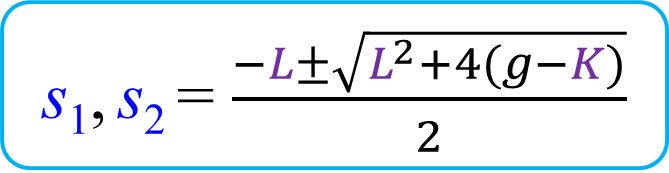 s₁, s₂ = (-L±√(L²+4(g−K)))/2